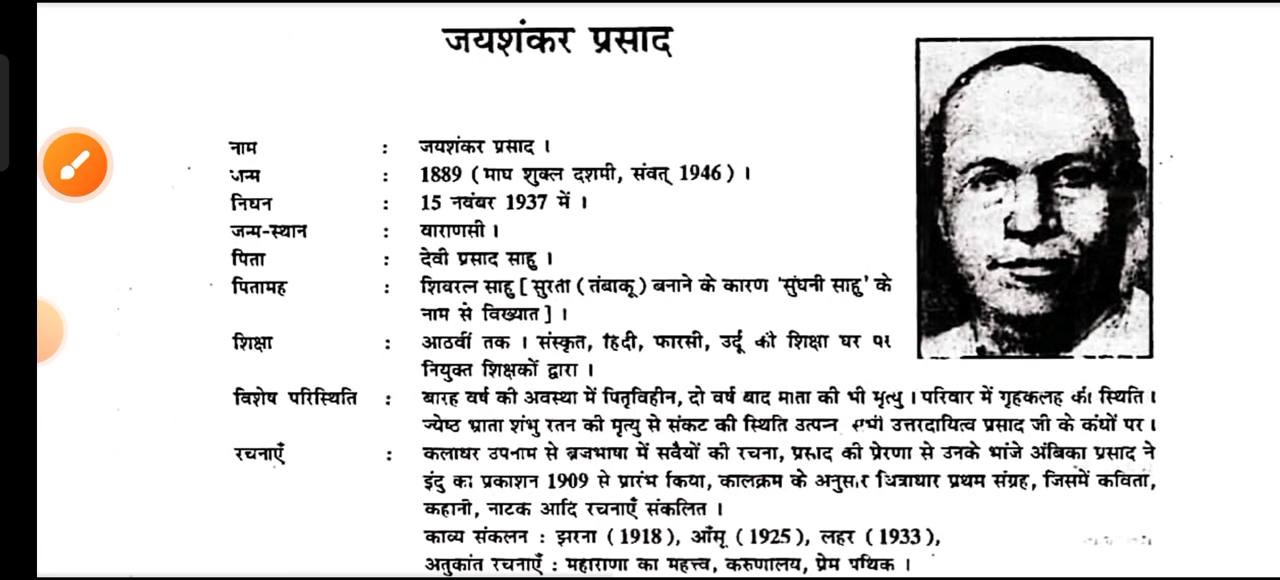 जयशंकर प्रसाद
नाम : जयशंकर प्रसाद ।
जन्म : 1889 ( माघ शुक्ल दशमी, संवत् 1946 ) ।
निधन : 15 नवंबर 1937 में ।
जन्म-स्थान : वाराणसी ।
पिता : देवी प्रसाद साहु ।
पितामह : शिवरत्न साहु [ सुरती ( तंबाकू ) बनाने के कारण 'सुंघनी साहु' के
नाम से विख्यात ] ।
शिक्षा : आठवीं तक । संस्कृत, हिंदी, फारसी, उर्दू की शिक्षा घर पर
नियुक्त शिक्षकों द्वारा ।
विशेष परिस्थिति : बारह वर्ष की अवस्था में पितृविहीन, दो वर्ष बाद माता की भी मृत्यु । परिवार में गृहकलह की स्थिति ।
ज्येष्ठ भ्राता शंभु रतन की मृत्यु से संकट की स्थिति उत्पन्न सभी उत्तरदायित्व प्रसाद जी के कंधों पर ।
रचनाएँ : कलाधर उपनाम से ब्रजभाषा में सवैयों की रचना, प्रसाद की प्रेरणा से उनके भांजे अंबिका प्रसाद ने
इंदु का प्रकाशन 1909 से प्रारंभ किया, कालक्रम के अनुसार चित्राधार प्रथम संग्रह, जिसमें कविता,
कहानी, नाटक आदि रचनाएँ संकलित ।
काव्य संकलन : झरना ( 1918 ), आँसू ( 1925 ), लहर ( 1933 ),
अतुकांत रचनाएँ : महाराणा का महत्त्व, करुणालय, प्रेम पथिक ।